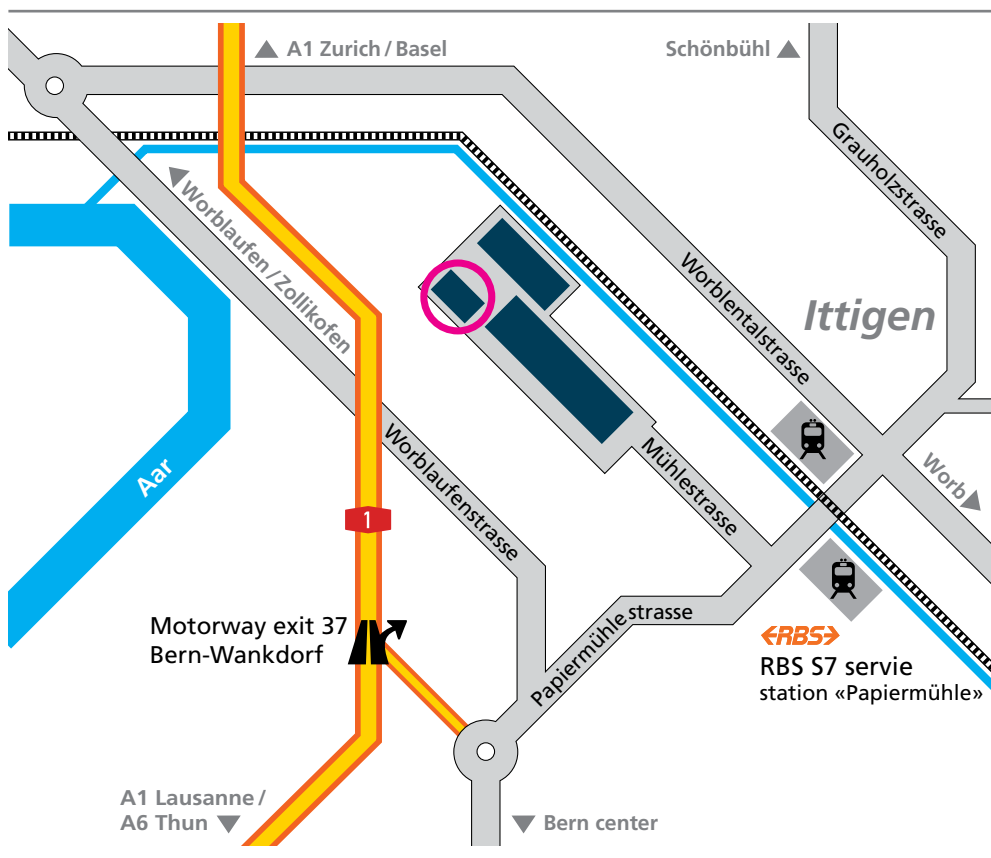 A1 Zurich / Basel
Schönbühl
Grauholzstrasse
Worblaufen / Zollikofen
Worblentalstrasse
Ittigen
Aar
Worblaufenstrasse
Mühlestrasse
Worb
1
Motorway exit 37
Bern-Wankdorf
Papiermühlestrasse
RBS
RBS S7 servie
station «Papiermühle»
A1 Lausanne /
A6 Thun
Bern center